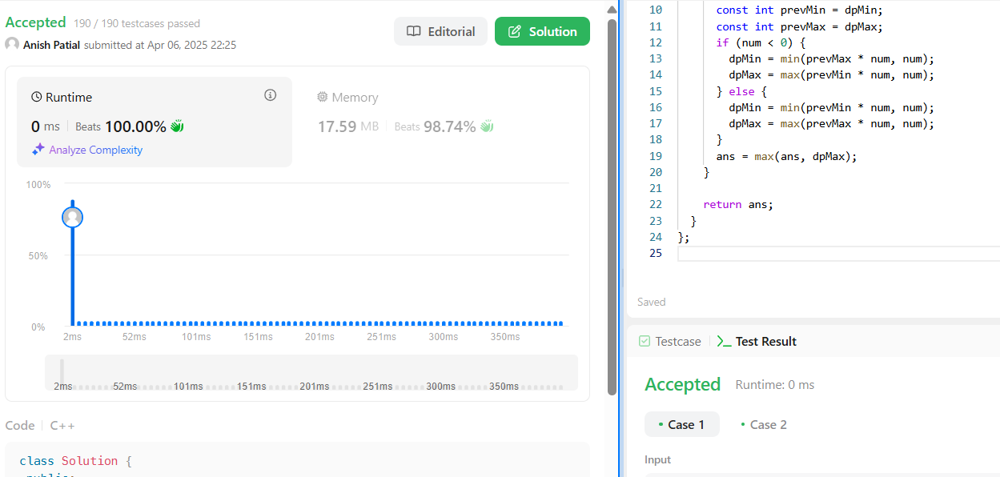 Accepted 190 / 190 testcases passed
Anish Patial submitted at Apr 06, 2025 22:25
Editorial
Solution
Runtime
0 ms Beats 100.00%
Analyze Complexity
Memory
17.59 MB Beats 98.74%
100%
50%
0%
2ms 52ms 101ms 151ms 201ms 251ms 300ms 350ms
2ms 52ms 101ms 151ms 201ms 251ms 300ms 350ms
Code C++
class Solution {
public:
10 const int prevMin = dpMin;
11 const int prevMax = dpMax;
12 if (num < 0) {
13 dpMin = min(prevMax * num, num);
14 dpMax = max(prevMin * num, num);
15 } else {
16 dpMin = min(prevMin * num, num);
17 dpMax = max(prevMax * num, num);
18 }
19 ans = max(ans, dpMax);
20 }
21
22 return ans;
23 }
24 };
25
Saved
Testcase Test Result
Accepted Runtime: 0 ms
• Case 1 • Case 2
Input